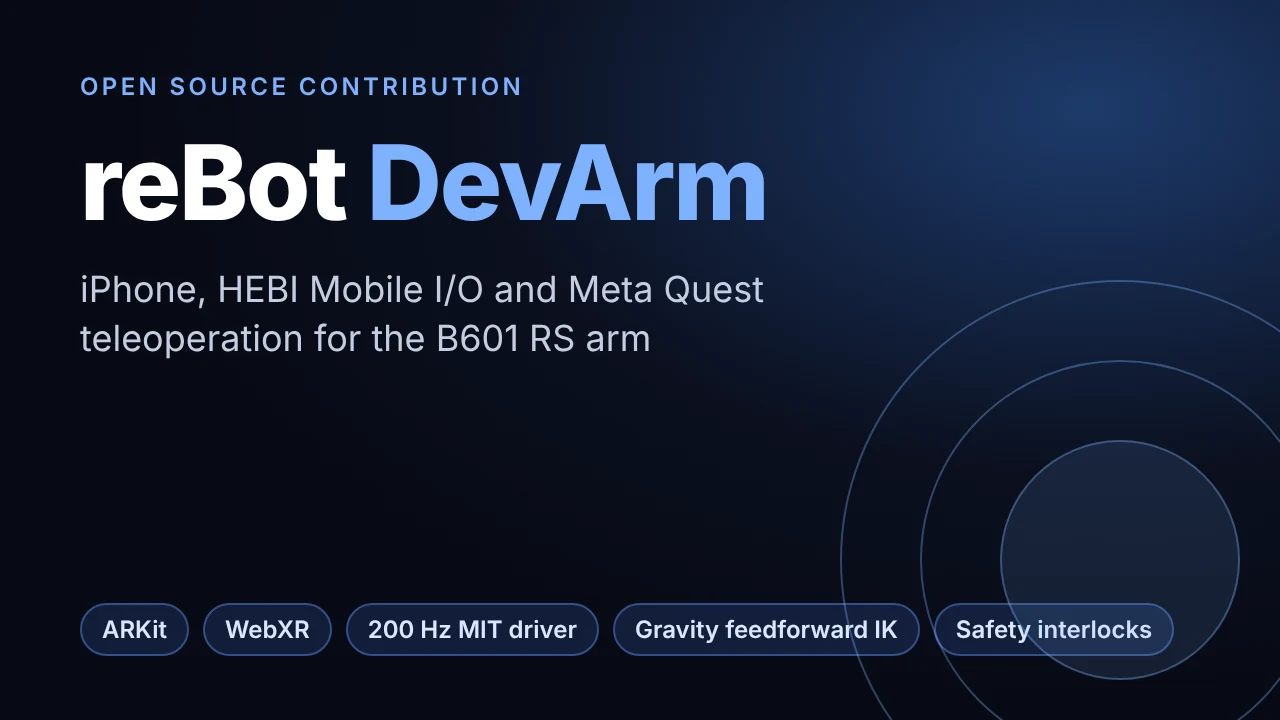 OPEN SOURCE CONTRIBUTION
reBot DevArm
iPhone, HEBI Mobile I/O and Meta Quest
teleoperation for the B601 RS arm
ARKit
WebXR
200 Hz MIT driver
Gravity feedforward IK
Safety interlocks